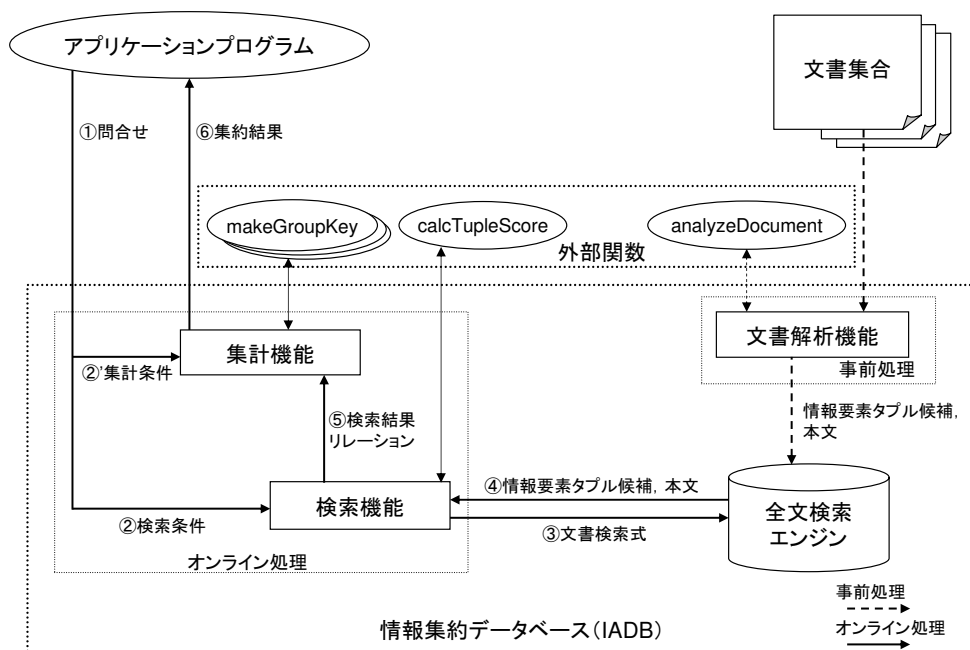 アプリケーションプログラム
文書集合
①問合せ
⑥集約結果
makeGroupKey
calcTupleScore
analyzeDocument
外部関数
集計機能
文書解析機能
②'集計条件
事前処理
⑤検索結果
リレーション
情報要素タプル候補,
本文
④情報要素タプル候補, 本文
検索機能
全文検索
エンジン
②検索条件
③文書検索式
オンライン処理
事前処理
オンライン処理
情報集約データベース（IADB）